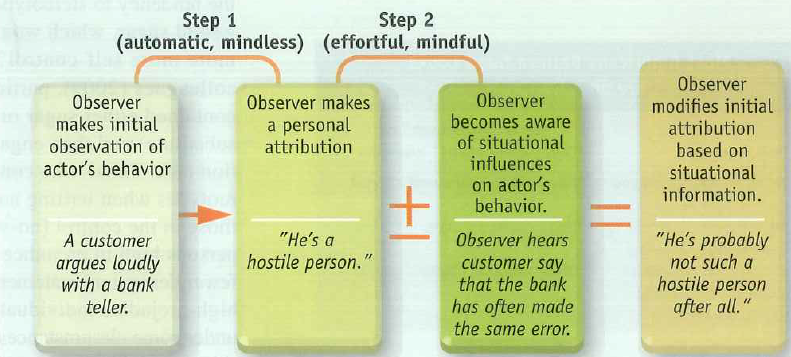 Step 1
(automatic, mindless)
Step 2
(effortful, mindful)
Observer
makes initial
observation of
actor's behavior
A customer
argues loudly
with a bank
teller.
Observer makes
a personal
attribution
"He's a
hostile person."
±
Observer
becomes aware
of situational
influences
on actor's
behavior.
Observer hears
customer say
that the bank
has often made
the same error.
=
Observer
modifies initial
attribution
based on
situational
information.
"He's probably
not such a
hostile person
after all."